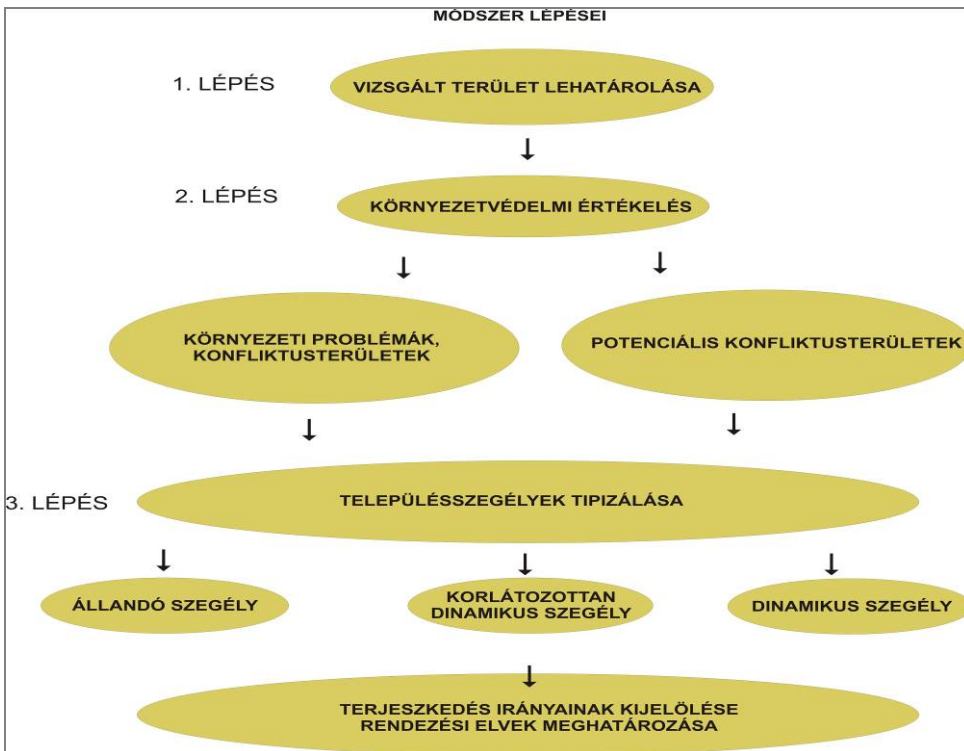 MÓDSZER LÉPÉSEI
1. LÉPÉS
VIZSGÁLT TERÜLET LEHATÁROLÁSA
2. LÉPÉS
KÖRNYEZETVÉDELMI ÉRTÉKELÉS
KÖRNYEZETI PROBLÉMÁK,
KONFLIKTUSTERÜLETEK
POTENCIÁLIS KONFLIKTUSTERÜLETEK
3. LÉPÉS
TELEPÜLÉSSZEGÉLYEK TIPIZÁLÁSA
ÁLLANDÓ SZEGÉLY
KORLÁTOZOTTAN
DINAMIKUS SZEGÉLY
DINAMIKUS SZEGÉLY
TERJESZKEDÉS IRÁNYAINAK KIJELÖLÉSE
RENDEZÉSI ELVEK MEGHATÁROZÁSA